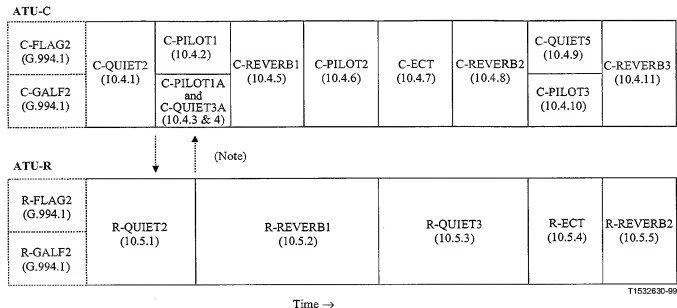 ATU-C
C-FLAG2
(G.994.1)
C-GALF2
(G.994.1)
C-QUIET2
(10.4.1)
C-PILOT1
(10.4.2)
C-PILOT1A
and
C-QUIET3A
(10.4.3 & 4)
C-REVERB1
(10.4.5)
C-PILOT2
(10.4.6)
C-ECT
(10.4.7)
C-REVERB2
(10.4.8)
C-QUIET5
(10.4.9)
C-PILOT3
(10.4.10)
C-REVERB3
(10.4.11)
(Note)
ATU-R
R-FLAG2
(G.994.1)
R-GALF2
(G.994.1)
R-QUIET2
(10.5.1)
R-REVERB1
(10.5.2)
R-QUIET3
(10.5.3)
R-ECT
(10.5.4)
R-REVERB2
(10.5.5)
T1532630-99
Time →